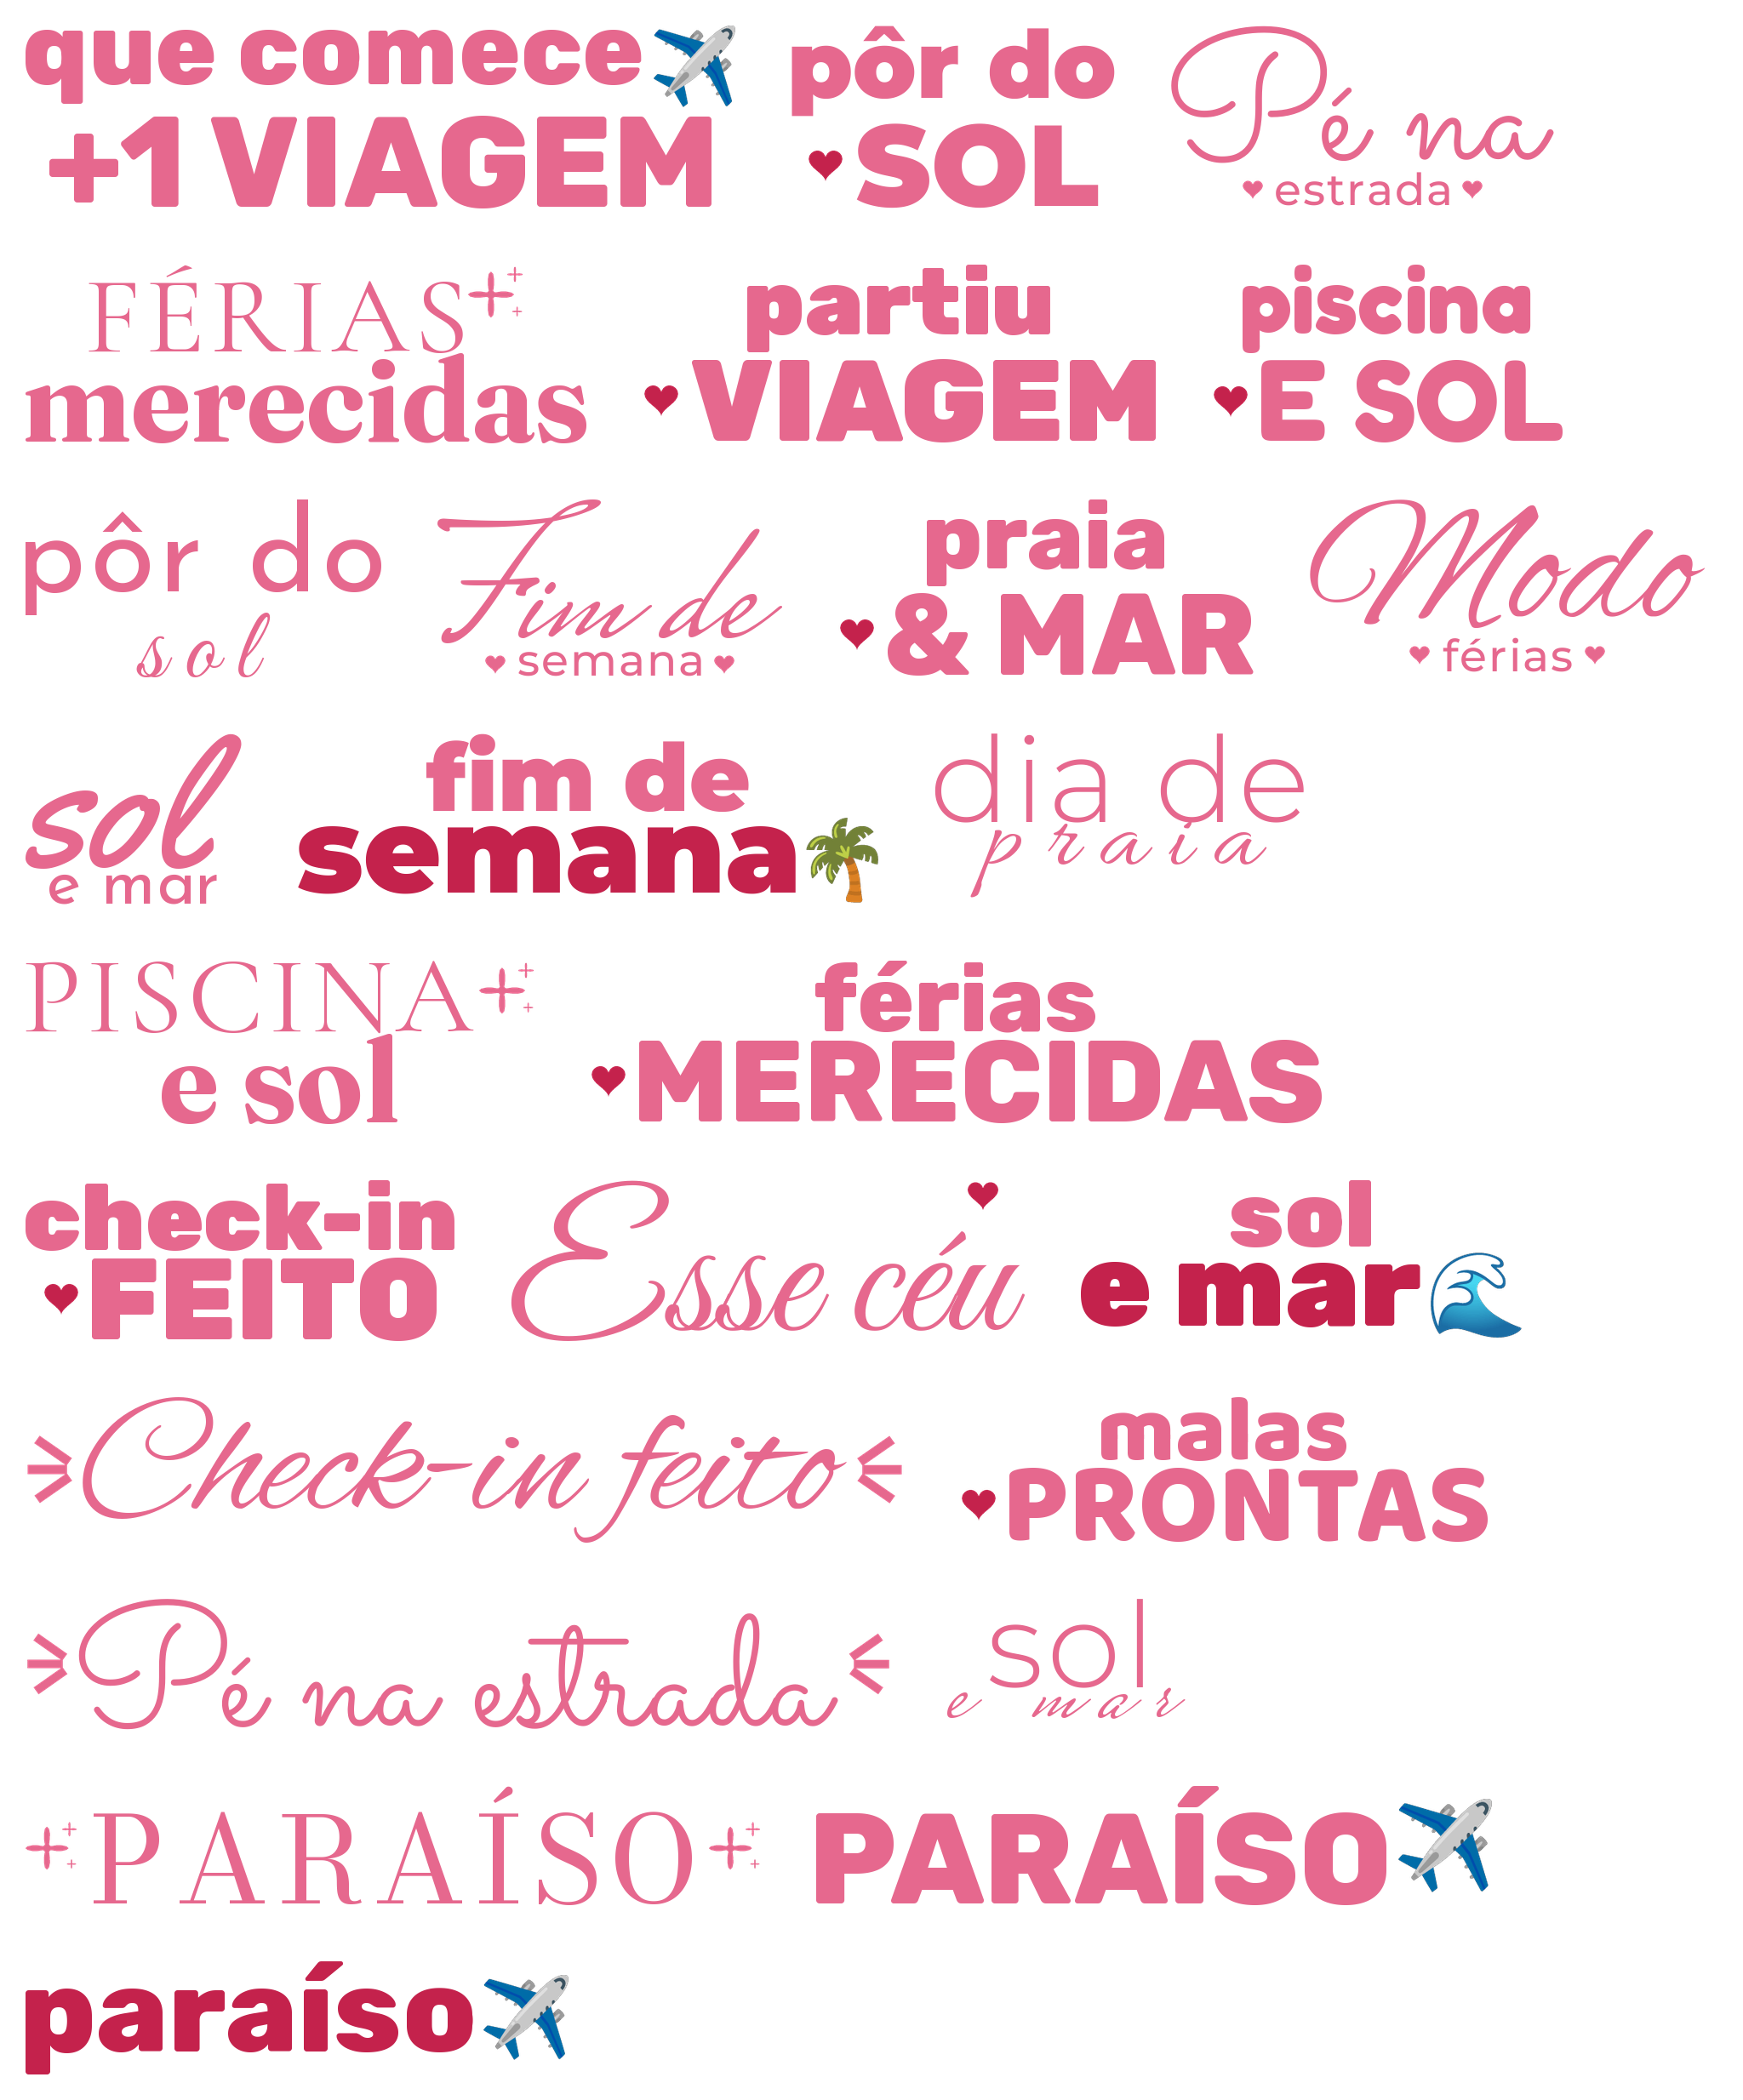 que comece✈️
+1 VIAGEM
pôr do
♥SOL
Pé na
♥ estrada ♥
FÉRIAS
merecidas
partiu
♥VIAGEM
piscina
♥E SOL
pôr do
sol
Fim de
♥ semana ♥
praia
♥& MAR
Modo
♥ férias ♥
sol
e mar
fim de
semana🌴
dia de
praia
PISCINA
e sol
férias
♥MERECIDAS
check-in
♥FEITO
Esse céu ♥
sol
e mar🌊
Check-in feito
malas
♥PRONTAS
Pé na estrada
sol
e mar
PARAÍSO
PARAÍSO✈️
paraíso✈️